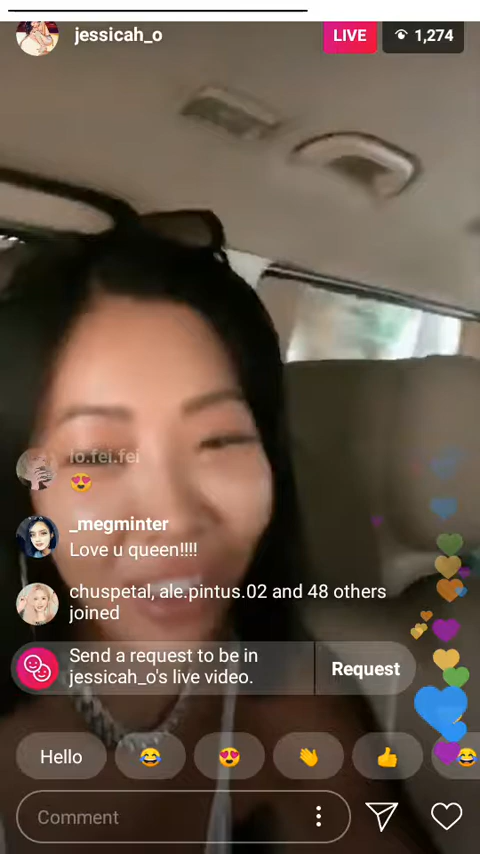 jessicah_o
LIVE
1,274
lo.fei.fei
😍
_megminter
Love u queen!!!!
chuspetal, ale.pintus.02 and 48 others
joined
Send a request to be in
jessicah_o's live video.
Request
Hello
Comment